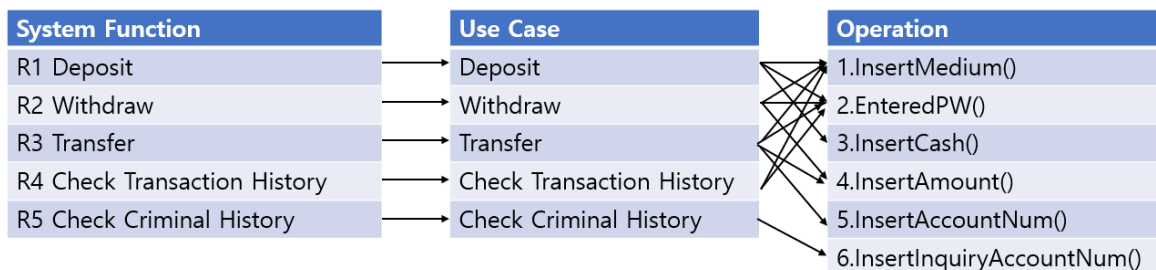 System Function Use Case Operation
R1 Deposit Deposit 1.InsertMedium()
R2 Withdraw Withdraw 2.EnteredPW()
R3 Transfer Transfer 3.InsertCash()
R4 Check Transaction History Check Transaction History 4.InsertAmount()
R5 Check Criminal History Check Criminal History 5.InsertAccountNum()
6.InsertInquiryAccountNum()